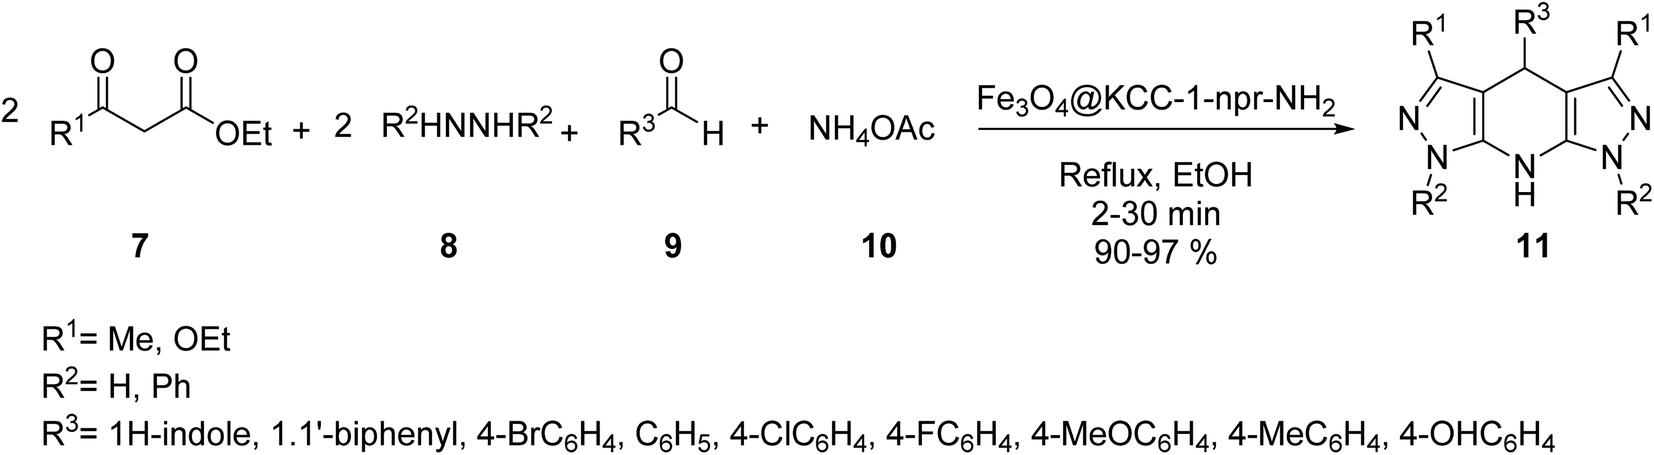 R¹ R³ R¹
O O O
2 R¹ OEt + 2 R²HNNHR² + R³ H + NH₄OAc Fe₃O₄@KCC-1-npr-NH₂ N N
N N H N
Reflux, EtOH R² R²
2-30 min
7 8 9 10 90-97 % 11
R¹= Me, OEt
R²= H, Ph
R³= 1H-indole, 1.1'-biphenyl, 4-BrC₆H₄, C₆H₅, 4-ClC₆H₄, 4-FC₆H₄, 4-MeOC₆H₄, 4-MeC₆H₄, 4-OHC₆H₄